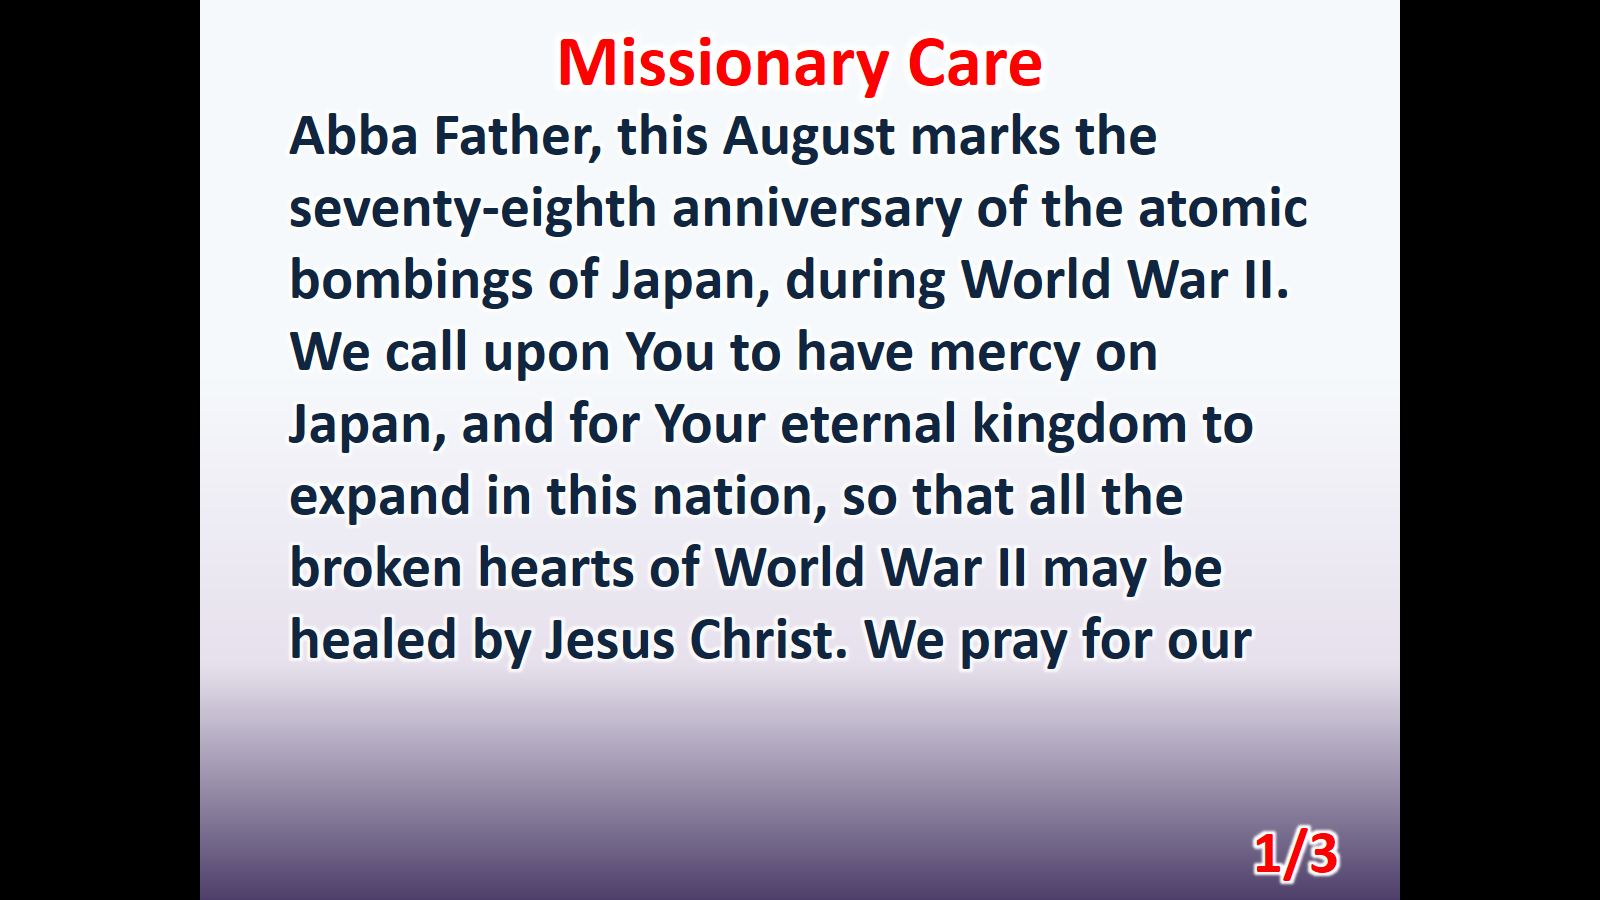 Missionary Care
Abba Father, this August marks the
seventy-eighth anniversary of the atomic
bombings of Japan, during World War II.
We call upon You to have mercy on
Japan, and for Your eternal kingdom to
expand in this nation, so that all the
broken hearts of World War II may be
healed by Jesus Christ. We pray for our
1/3